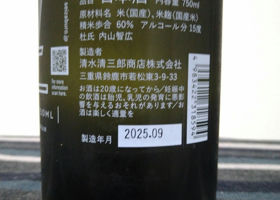 品目 日本酒 内容量 750ml
原材料名 米(国産)、米麹(国産米)
精米歩合 60% アルコール分 15度
杜氏 内山智広
製造者
清水清三郎商店株式会社
三重県鈴鹿市若松東3-9-33
お酒は20歳になってから/妊娠中
の飲酒は胎児、乳児の発育に悪影
響を与えるおそれがあります/お
酒は楽しく適量を
製造年月 2025.09
4983422318594